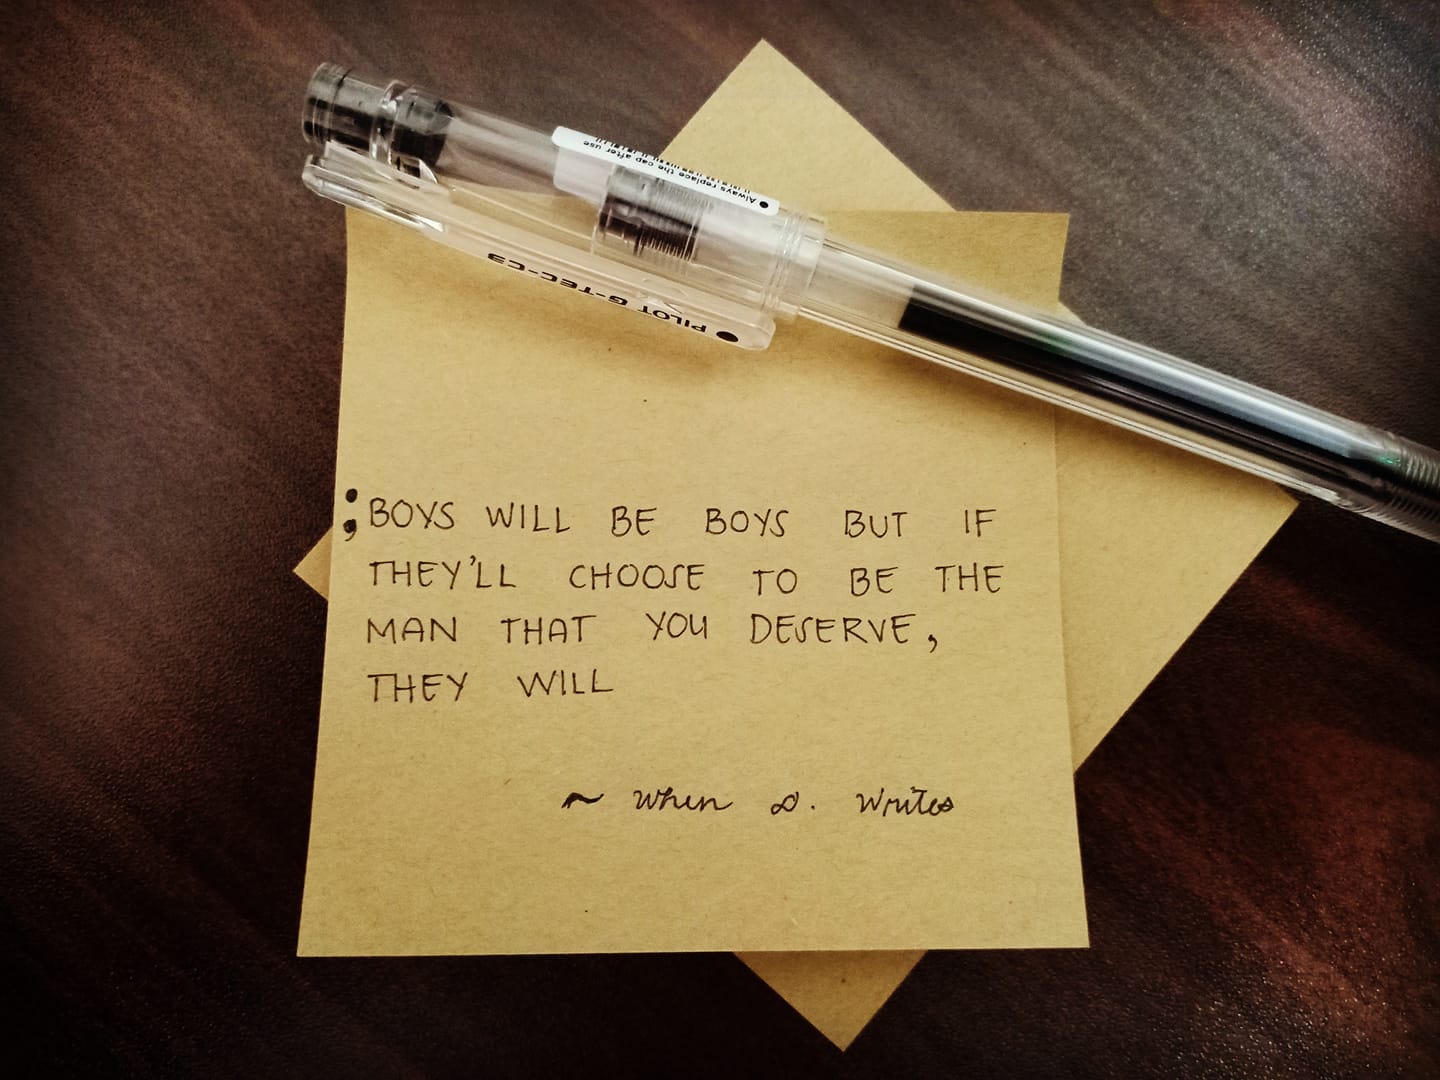 Always replace the cap after use
PILOT G-TEC-C3
;BOYS WILL BE BOYS BUT IF
THEY'LL CHOOSE TO BE THE
MAN THAT YOU DESERVE,
THEY WILL
~ When ∞. Writes